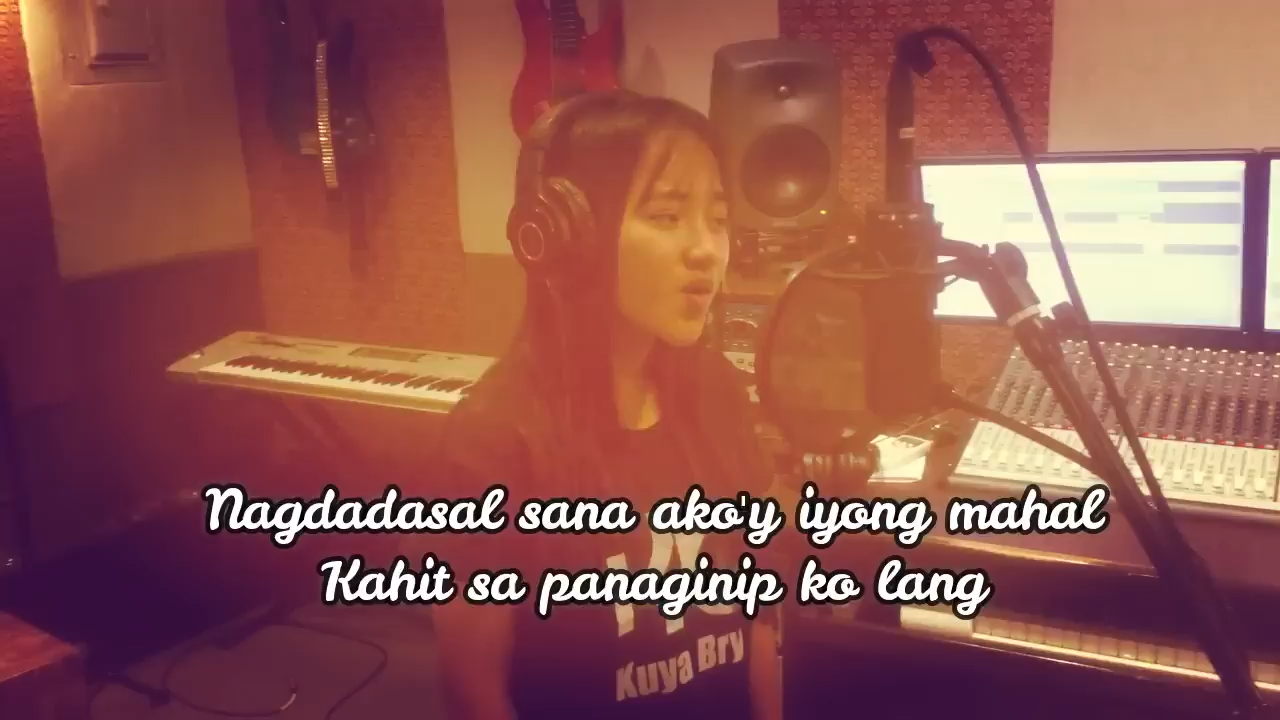 Nagdadasal sana ako'y iyong mahal
Kahit sa panaginip ko lang
Kuya Bry